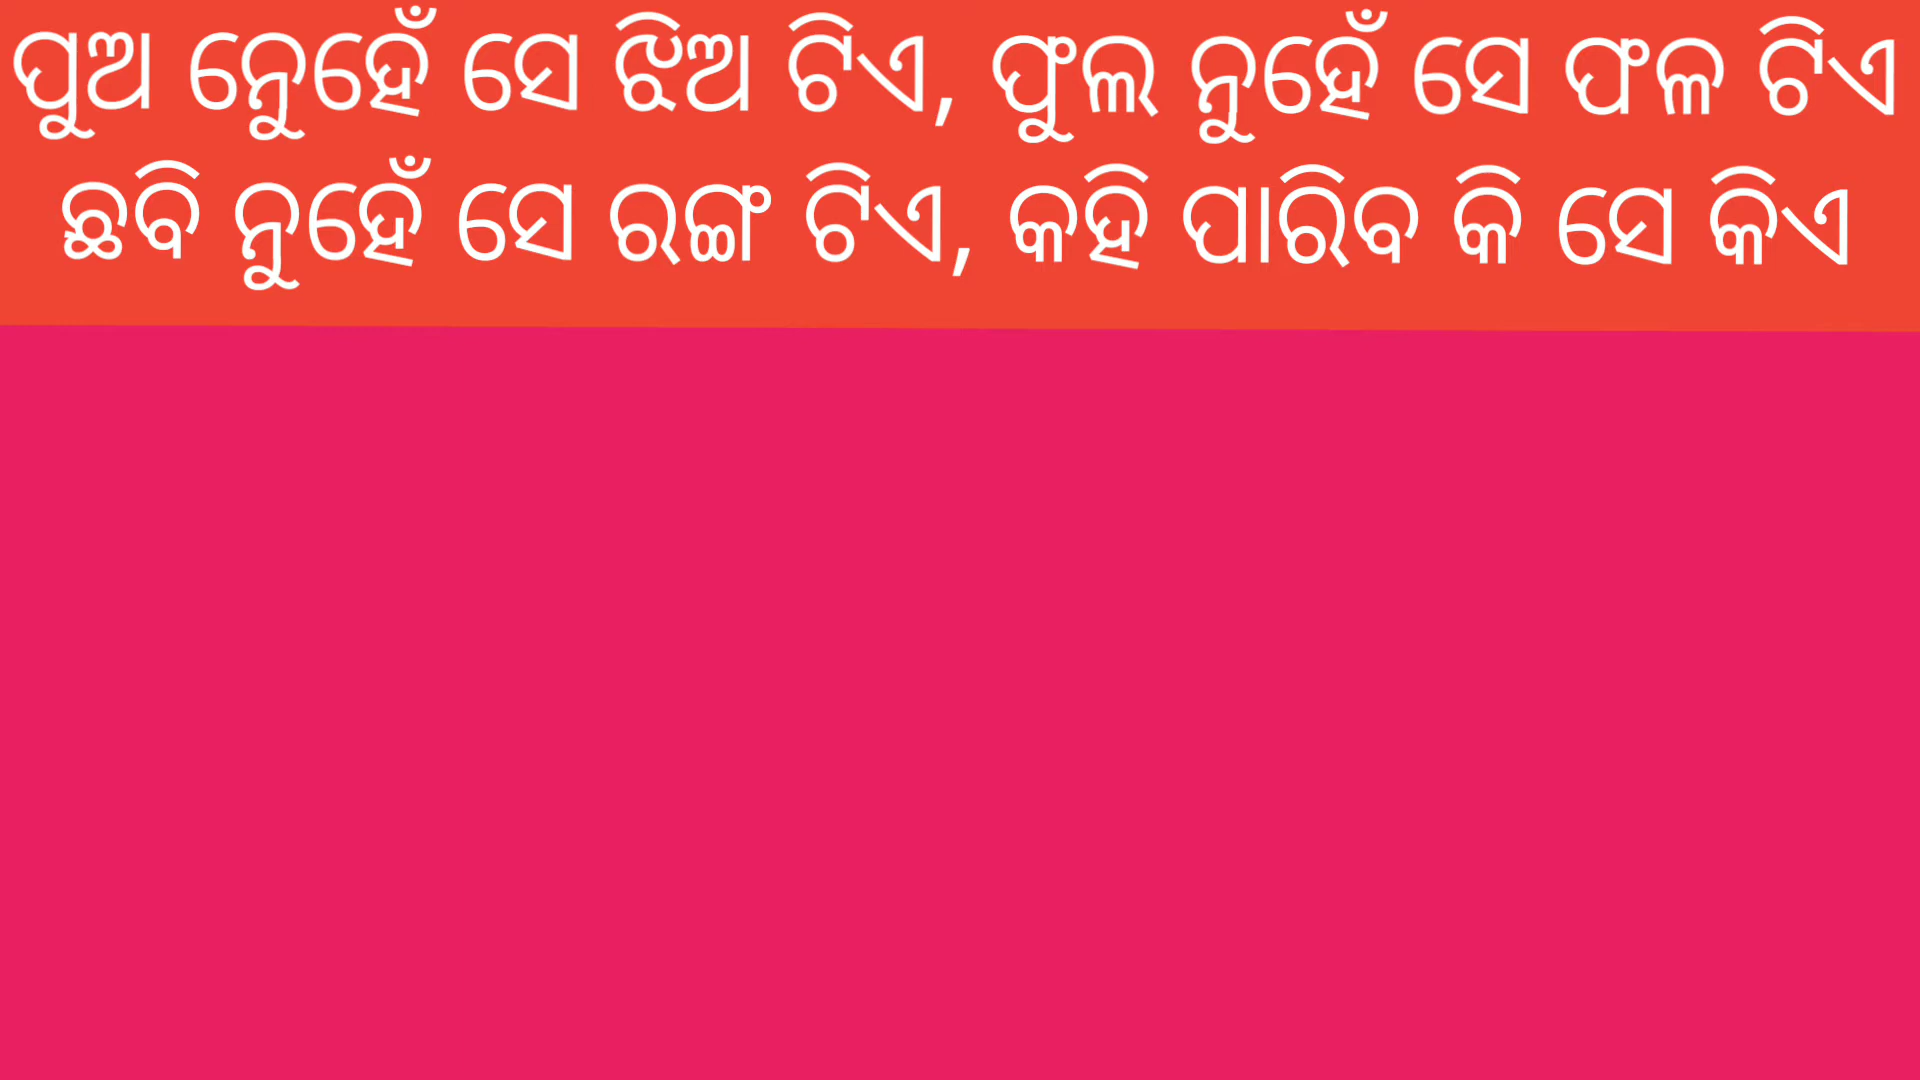 ପୁଅ ନେୁହେଁ ସେ ଝିଅ ଟିଏ, ଫୁଲ ନୁହେଁ ସେ ଫଳ ଟିଏ
ଛବି ନୁହେଁ ସେ ରଙ୍ଗ ଟିଏ, କହି ପାରିବ କି ସେ କିଏ